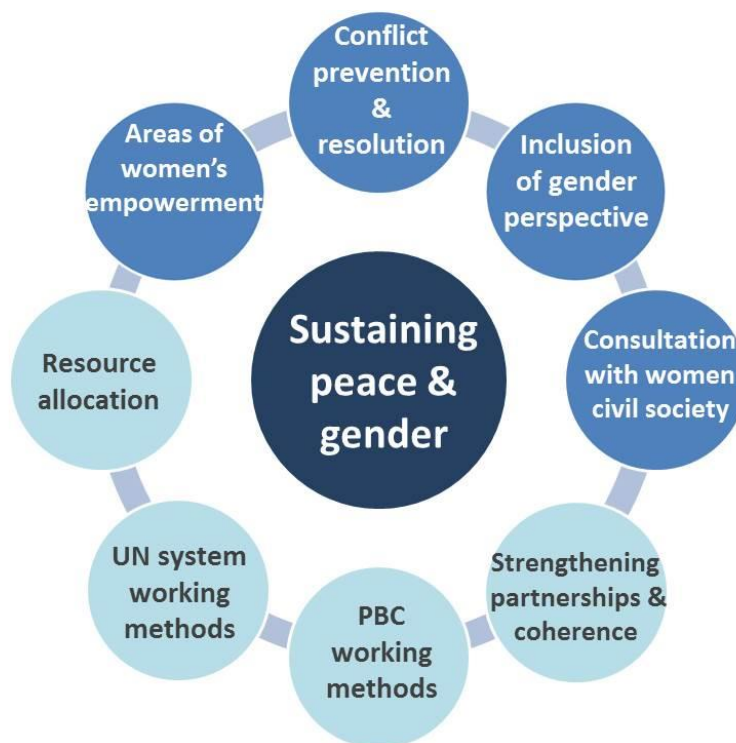 Conflict
prevention
&
resolution
Inclusion
of gender
perspective
Consultation
with women
civil society
Strengthening
partnerships &
coherence
PBC
working
methods
UN system
working
methods
Resource
allocation
Areas of
women’s
empowerment
Sustaining
peace &
gender